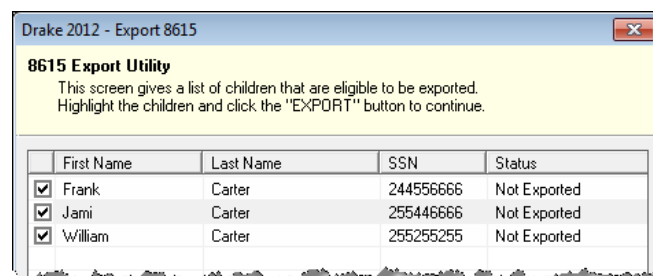 Drake 2012 - Export 8615
8615 Export Utility
This screen gives a list of children that are eligible to be exported.
Highlight the children and click the "EXPORT" button to continue.
First Name Last Name SSN Status
Frank Carter 244556666 Not Exported
Jami Carter 255446666 Not Exported
William Carter 255255255 Not Exported